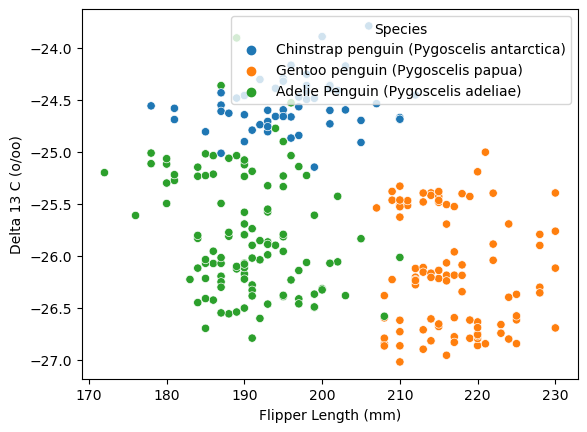 Species
Chinstrap penguin (Pygoscelis antarctica)
Gentoo penguin (Pygoscelis papua)
Adelie Penguin (Pygoscelis adeliae)
−24.0
−24.5
−25.0
−25.5
−26.0
−26.5
−27.0
Delta 13 C (o/oo)
170 180 190 200 210 220 230
Flipper Length (mm)